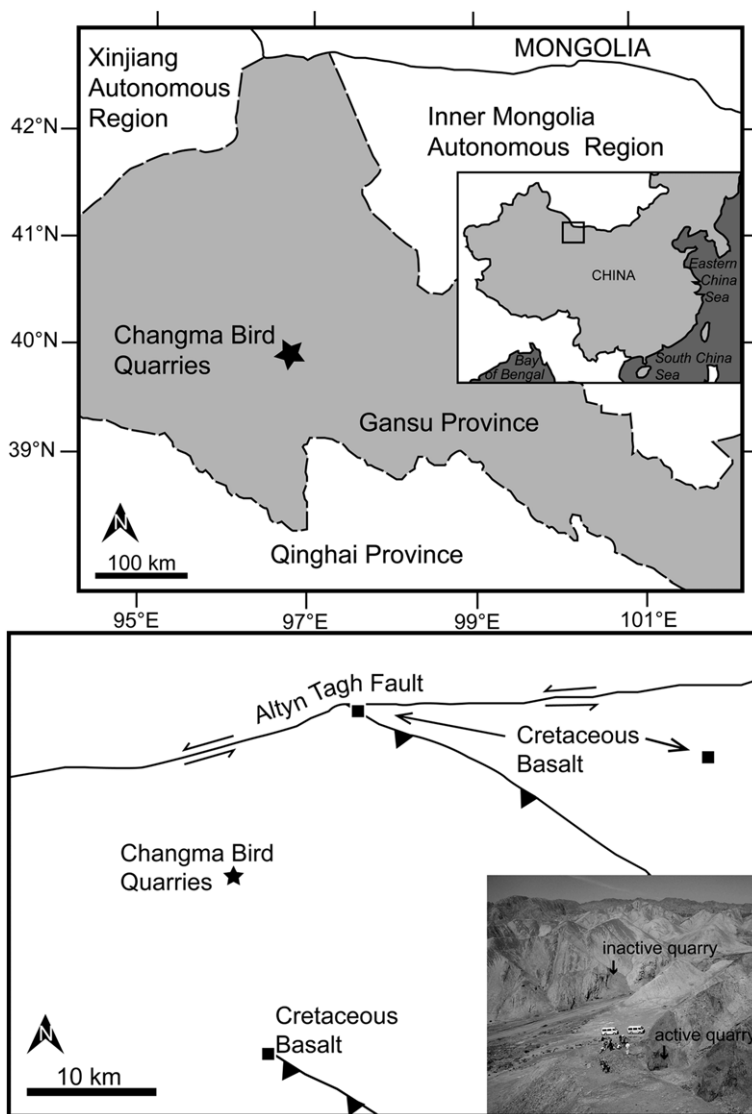 Xinjiang
Autonomous
Region
MONGOLIA
Inner Mongolia
Autonomous Region
42°N
41°N
40°N
39°N
CHINA
Eastern
China
Sea
South China
Sea
Bay
of Bengal
Changma Bird
Quarries
Gansu Province
Qinghai Province
N
100 km
95°E
97°E
99°E
101°E
Altyn Tagh Fault
Cretaceous
Basalt
Changma Bird
Quarries
inactive quarry
active quarry
Cretaceous
Basalt
N
10 km